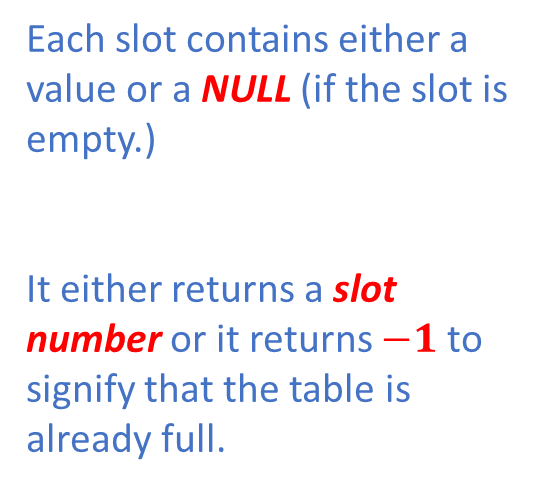 Each slot contains either a
value or a NULL (if the slot is
empty.)
It either returns a slot
number or it returns −1 to
signify that the table is
already full.